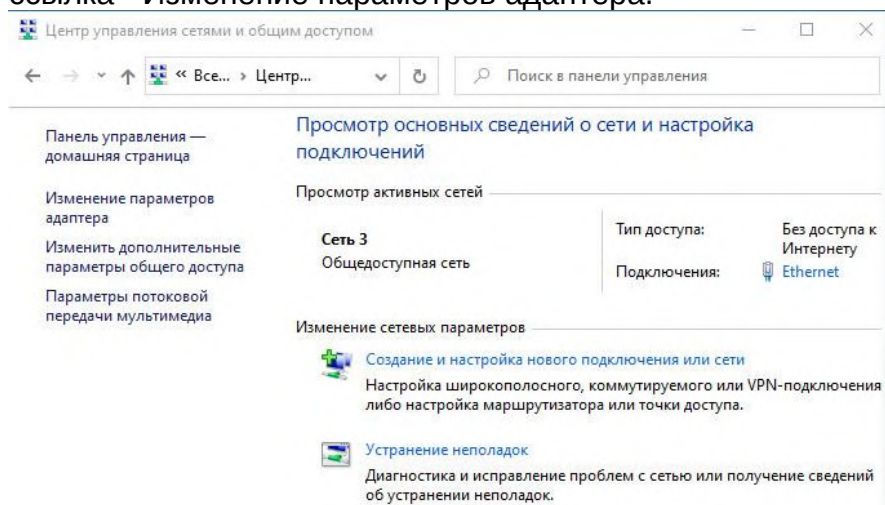 ссылка - Изменение параметров адаптера.
Центр управления сетями и общим доступом
« Все... › Центр...
Поиск в панели управления
Панель управления —
домашняя страница
Изменение параметров
адаптера
Изменить дополнительные
параметры общего доступа
Параметры потоковой
передачи мультимедиа
Просмотр основных сведений о сети и настройка
подключений
Просмотр активных сетей
Сеть 3
Общедоступная сеть
Тип доступа: Без доступа к
Интернету
Подключения: Ethernet
Изменение сетевых параметров
Создание и настройка нового подключения или сети
Настройка широкополосного, коммутируемого или VPN-подключения
либо настройка маршрутизатора или точки доступа.
Устранение неполадок
Диагностика и исправление проблем с сетью или получение сведений
об устранении неполадок.